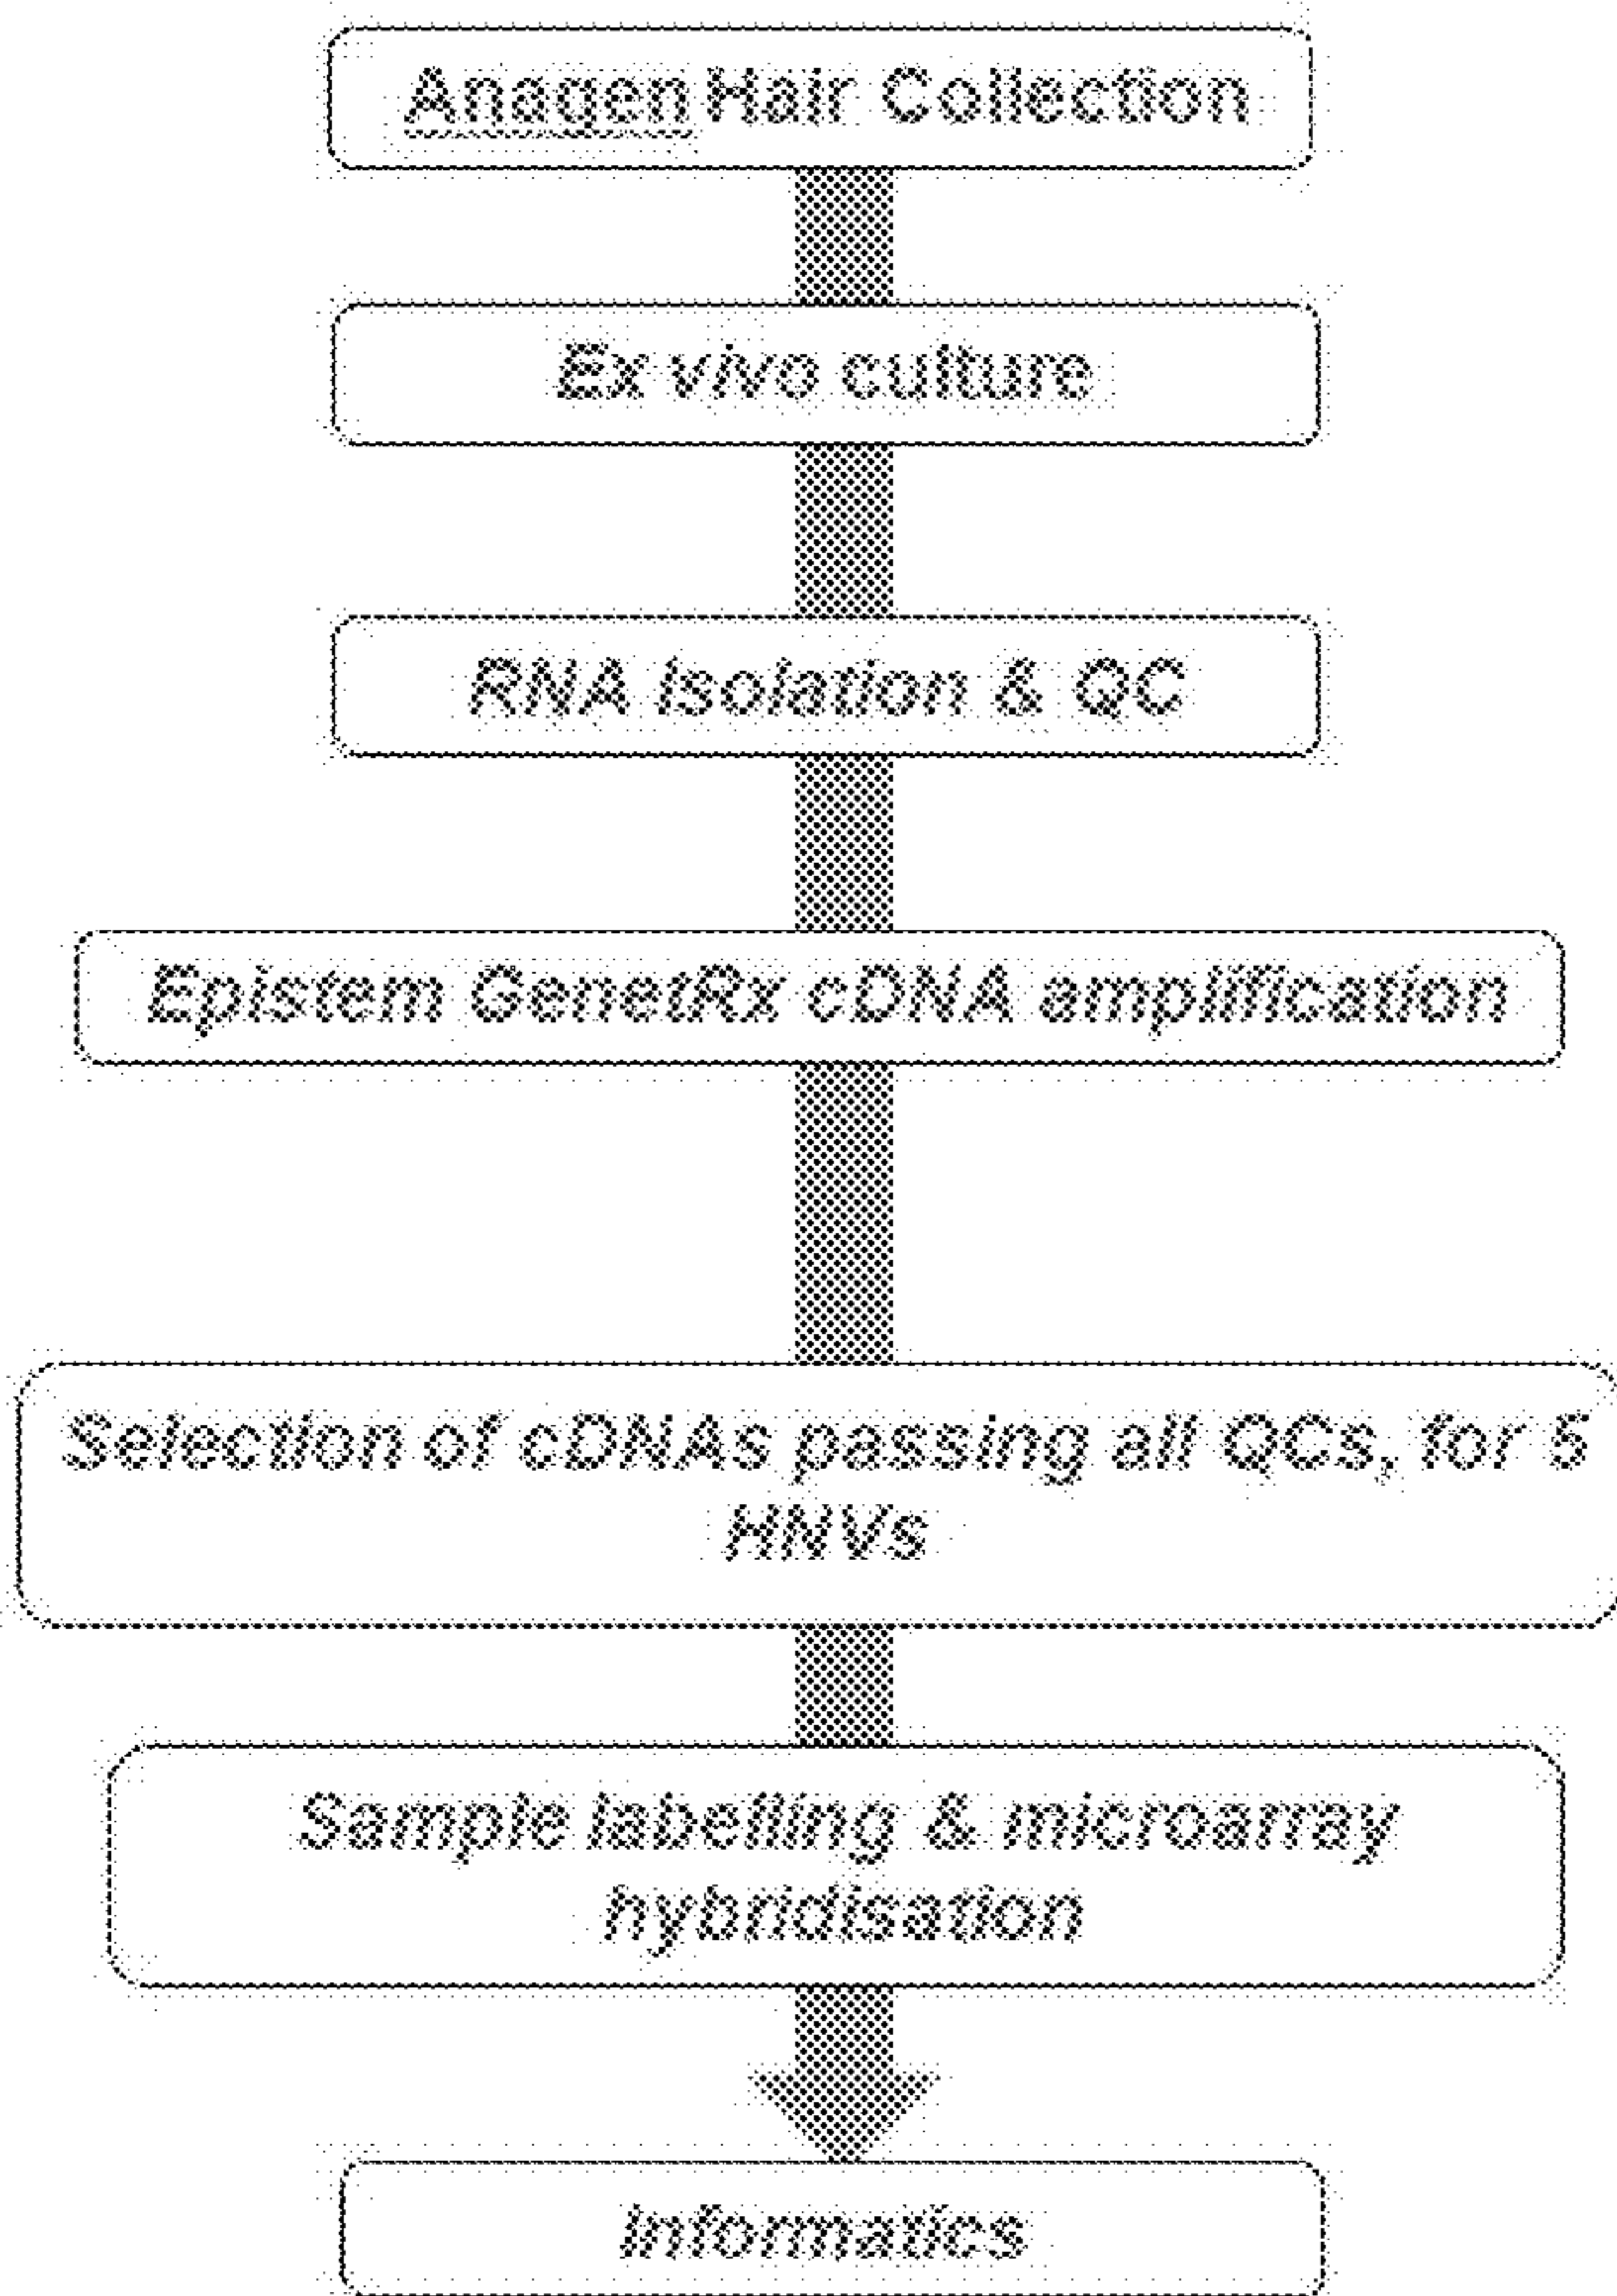 Anagen Hair Collection
Ex vivo culture
RNA Isolation & QC
Epistem GenetRx cDNA amplification
Selection of cDNAs passing all QCs, for 5
HNVs
Sample labelling & microarray
hybridisation
Informatics